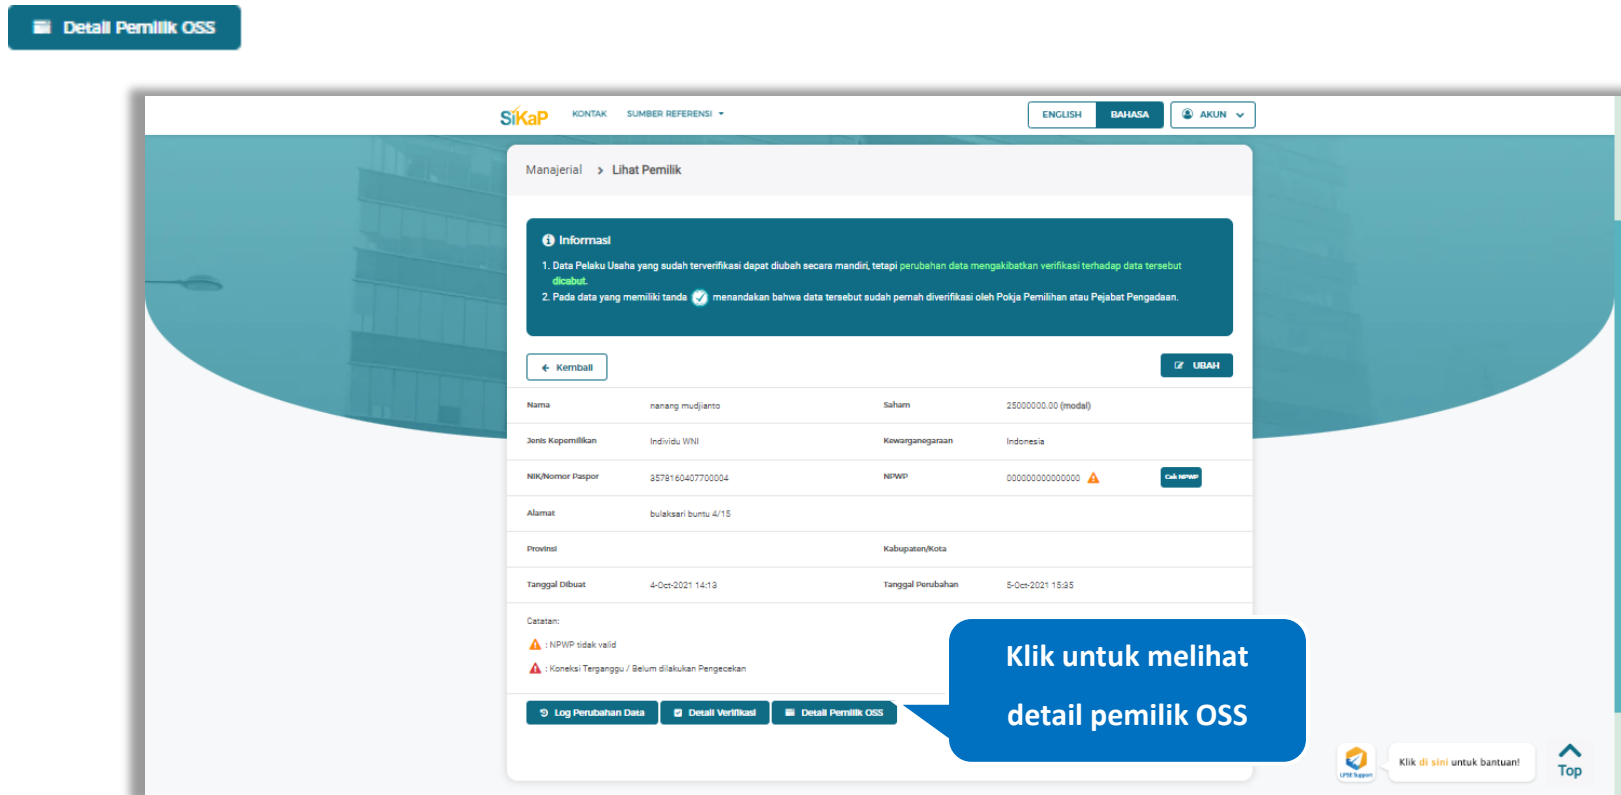 Detail Pemilik OSS
SiKaP KONTAK SUMBER REFERENSI ENGLISH BAHASA AKUN
Manajerial > Lihat Pemilik
Informasi
1. Data Pelaku Usaha yang sudah terverifikasi dapat diubah secara mandiri, tetapi perubahan data mengakibatkan verifikasi terhadap data tersebut
dicabut.
2. Pada data yang memiliki tanda menandakan bahwa data tersebut sudah pernah diverifikasi oleh Pokja Pemilihan atau Pejabat Pengadaan.
Kembali UBAH
Nama nanang mudjianto Saham 25000000.00 (modal)
Jenis Kepemilikan Individu WNI Kewarganegaraan Indonesia
NIK/Nomor Paspor 3578160407700004 NPWP 000000000000000 Cek NPWP
Alamat bulaksari buntu 4/15
Provinsi Kabupaten/Kota
Tanggal Dibuat 4-Oct-2021 14:13 Tanggal Perubahan 5-Oct-2021 15:35
Catatan:
: NPWP tidak valid
: Koneksi Terganggu / Belum dilakukan Pengecekan
Klik untuk melihat
detail pemilik OSS
Log Perubahan Data Detail Verifikasi Detail Pemilik OSS
LPSE Support Klik di sini untuk bantuan! Top